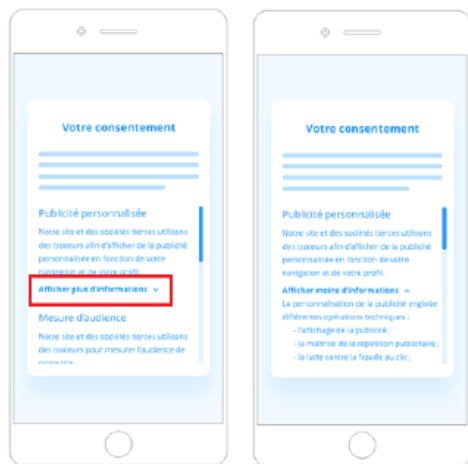 Votre consentement
Publicité personnalisée
Notre site et des sociétés tierces utilisons
des traceurs afin d'afficher de la publicité
personnalisée en fonction de votre
navigation et de votre profil.
Afficher plus d'informations
Mesure d'audience
Notre site et des sociétés tierces utilisons
des traceurs pour mesurer l'audience de
notre site
Votre consentement
Publicité personnalisée
Notre site et des sociétés tierces utilisons
des traceurs afin d'afficher de la publicité
personnalisée en fonction de votre
navigation et de votre profil.
Afficher moins d'informations
La personnalisation de la publicité englobe
différentes opérations techniques :
- l'affichage de la publicité ;
- la maîtrise de la répétition publicitaire ;
- la lutte contre la fraude au clic ;